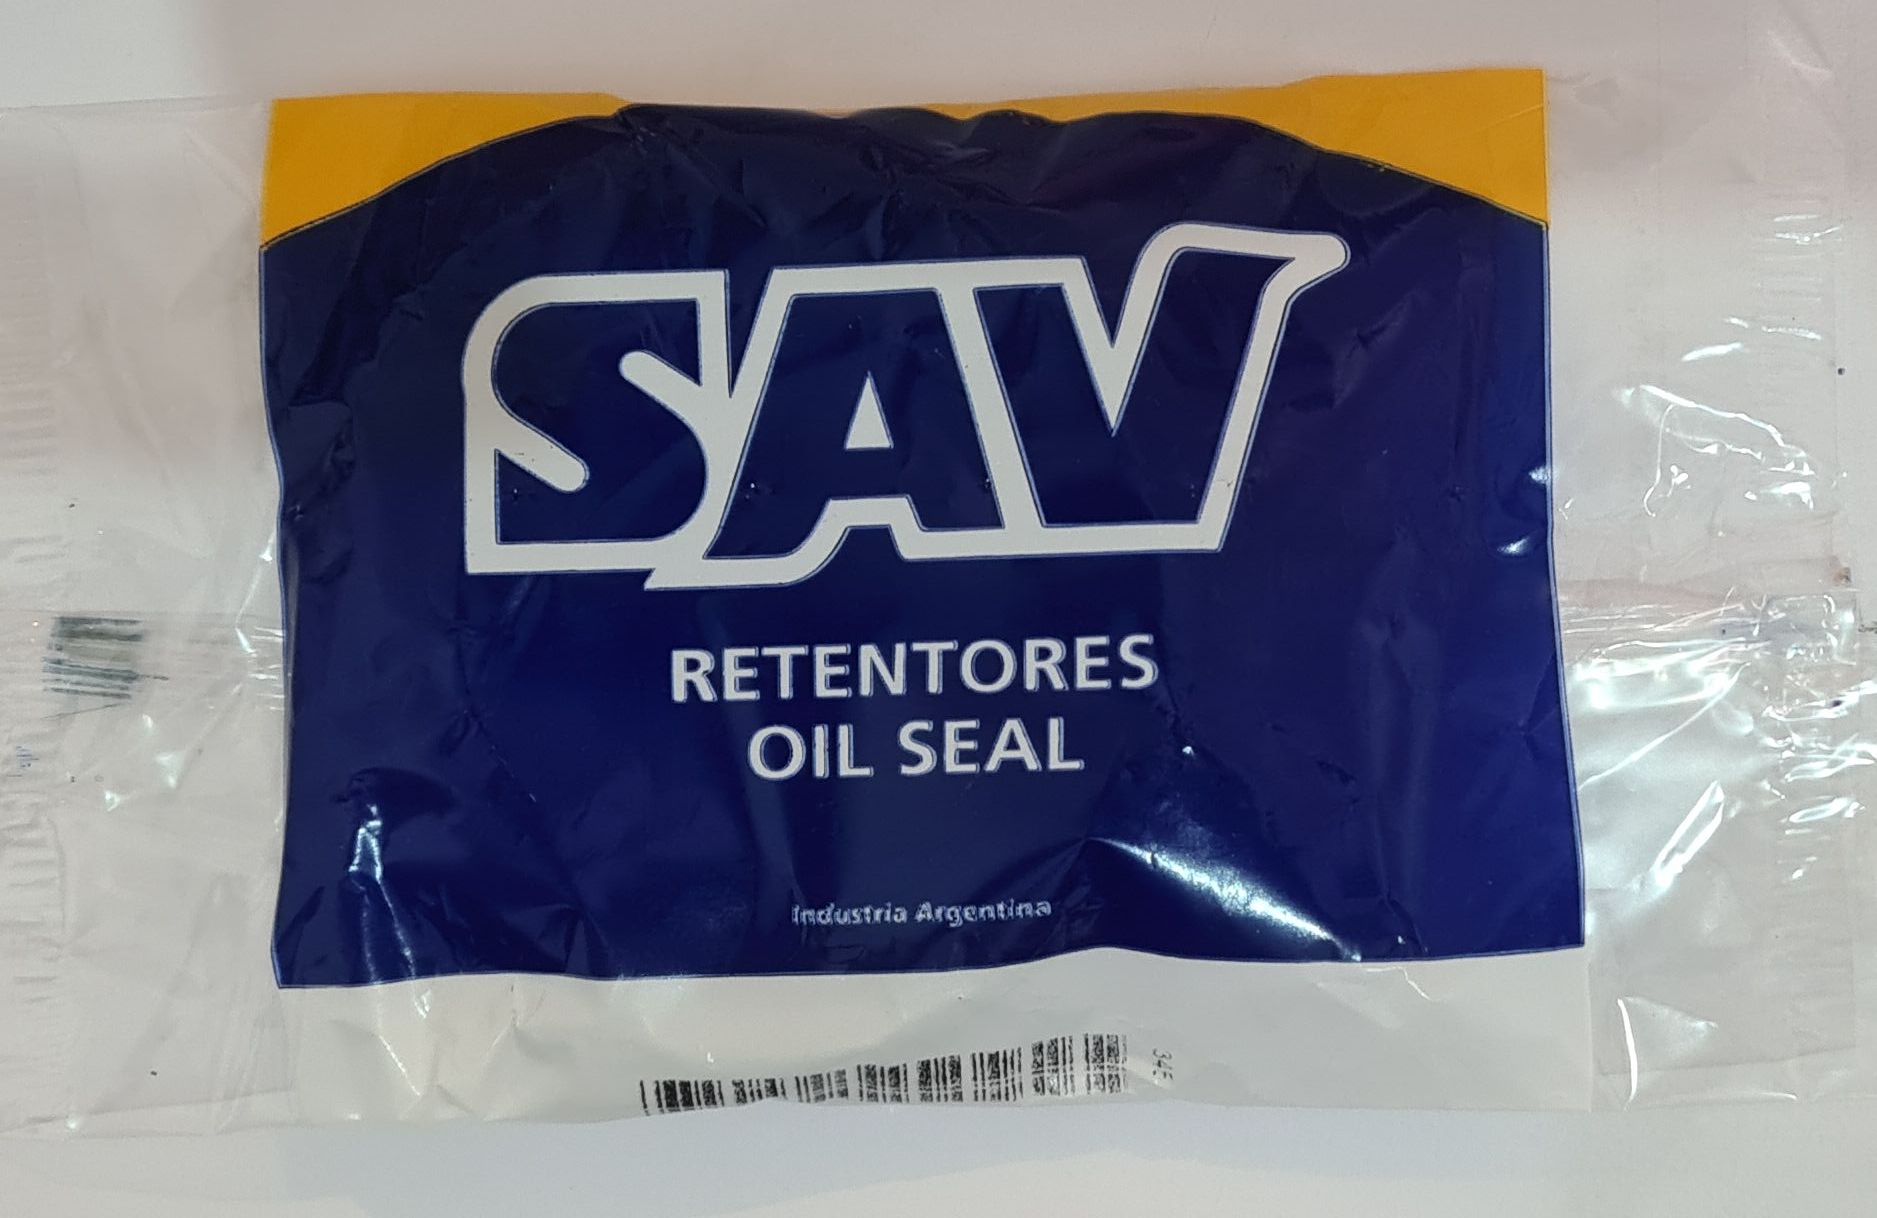 SAV
RETENTORES
OIL SEAL
Industria Argentina